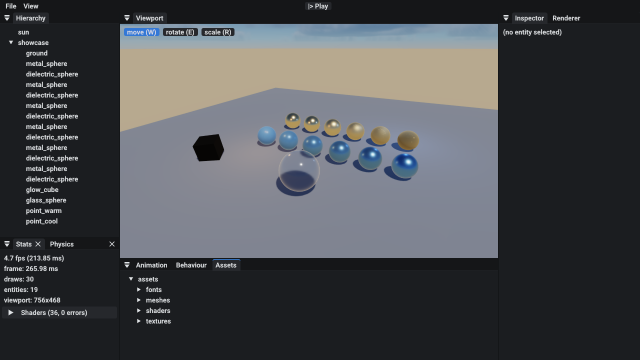 File View
|> Play
Hierarchy
sun
showcase
ground
metal_sphere
dielectric_sphere
metal_sphere
dielectric_sphere
metal_sphere
dielectric_sphere
metal_sphere
dielectric_sphere
metal_sphere
dielectric_sphere
metal_sphere
dielectric_sphere
glow_cube
glass_sphere
point_warm
point_cool
Stats Physics
4.7 fps (213.85 ms)
frame: 265.98 ms
draws: 30
entities: 19
viewport: 756x468
Shaders (36, 0 errors)
Viewport
move (W) rotate (E) scale (R)
Animation Behaviour Assets
assets
fonts
meshes
shaders
textures
Inspector Renderer
(no entity selected)